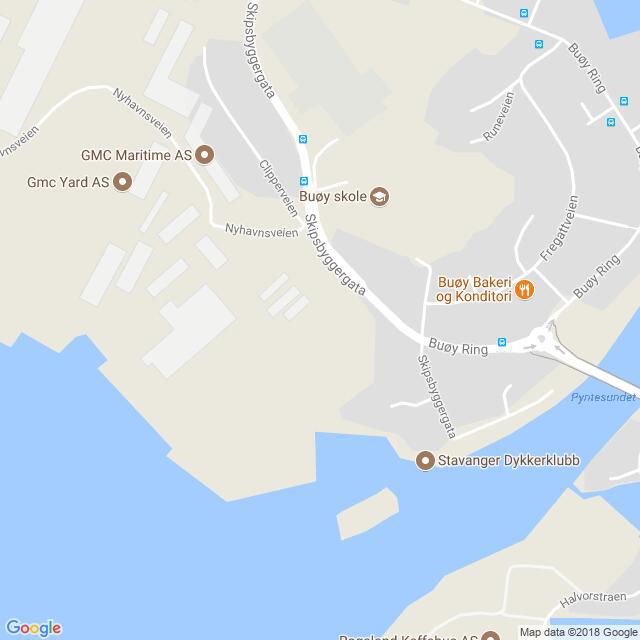 Skipsbyggergata
Buøy Ring
Nyhavnsveien
Runeveien
GMC Maritime AS
Gmc Yard AS
Clipperveien
Buøy skole
Nyhavnsveien
Skipsbyggergata
Fregattveien
Buøy Ring
Buøy Bakeri
og Konditori
Buøy Ring
Skipsbyggergata
Pyntesundet
Stavanger Dykkerklubb
Halvorstraen
Google
Map data ©2018 Google